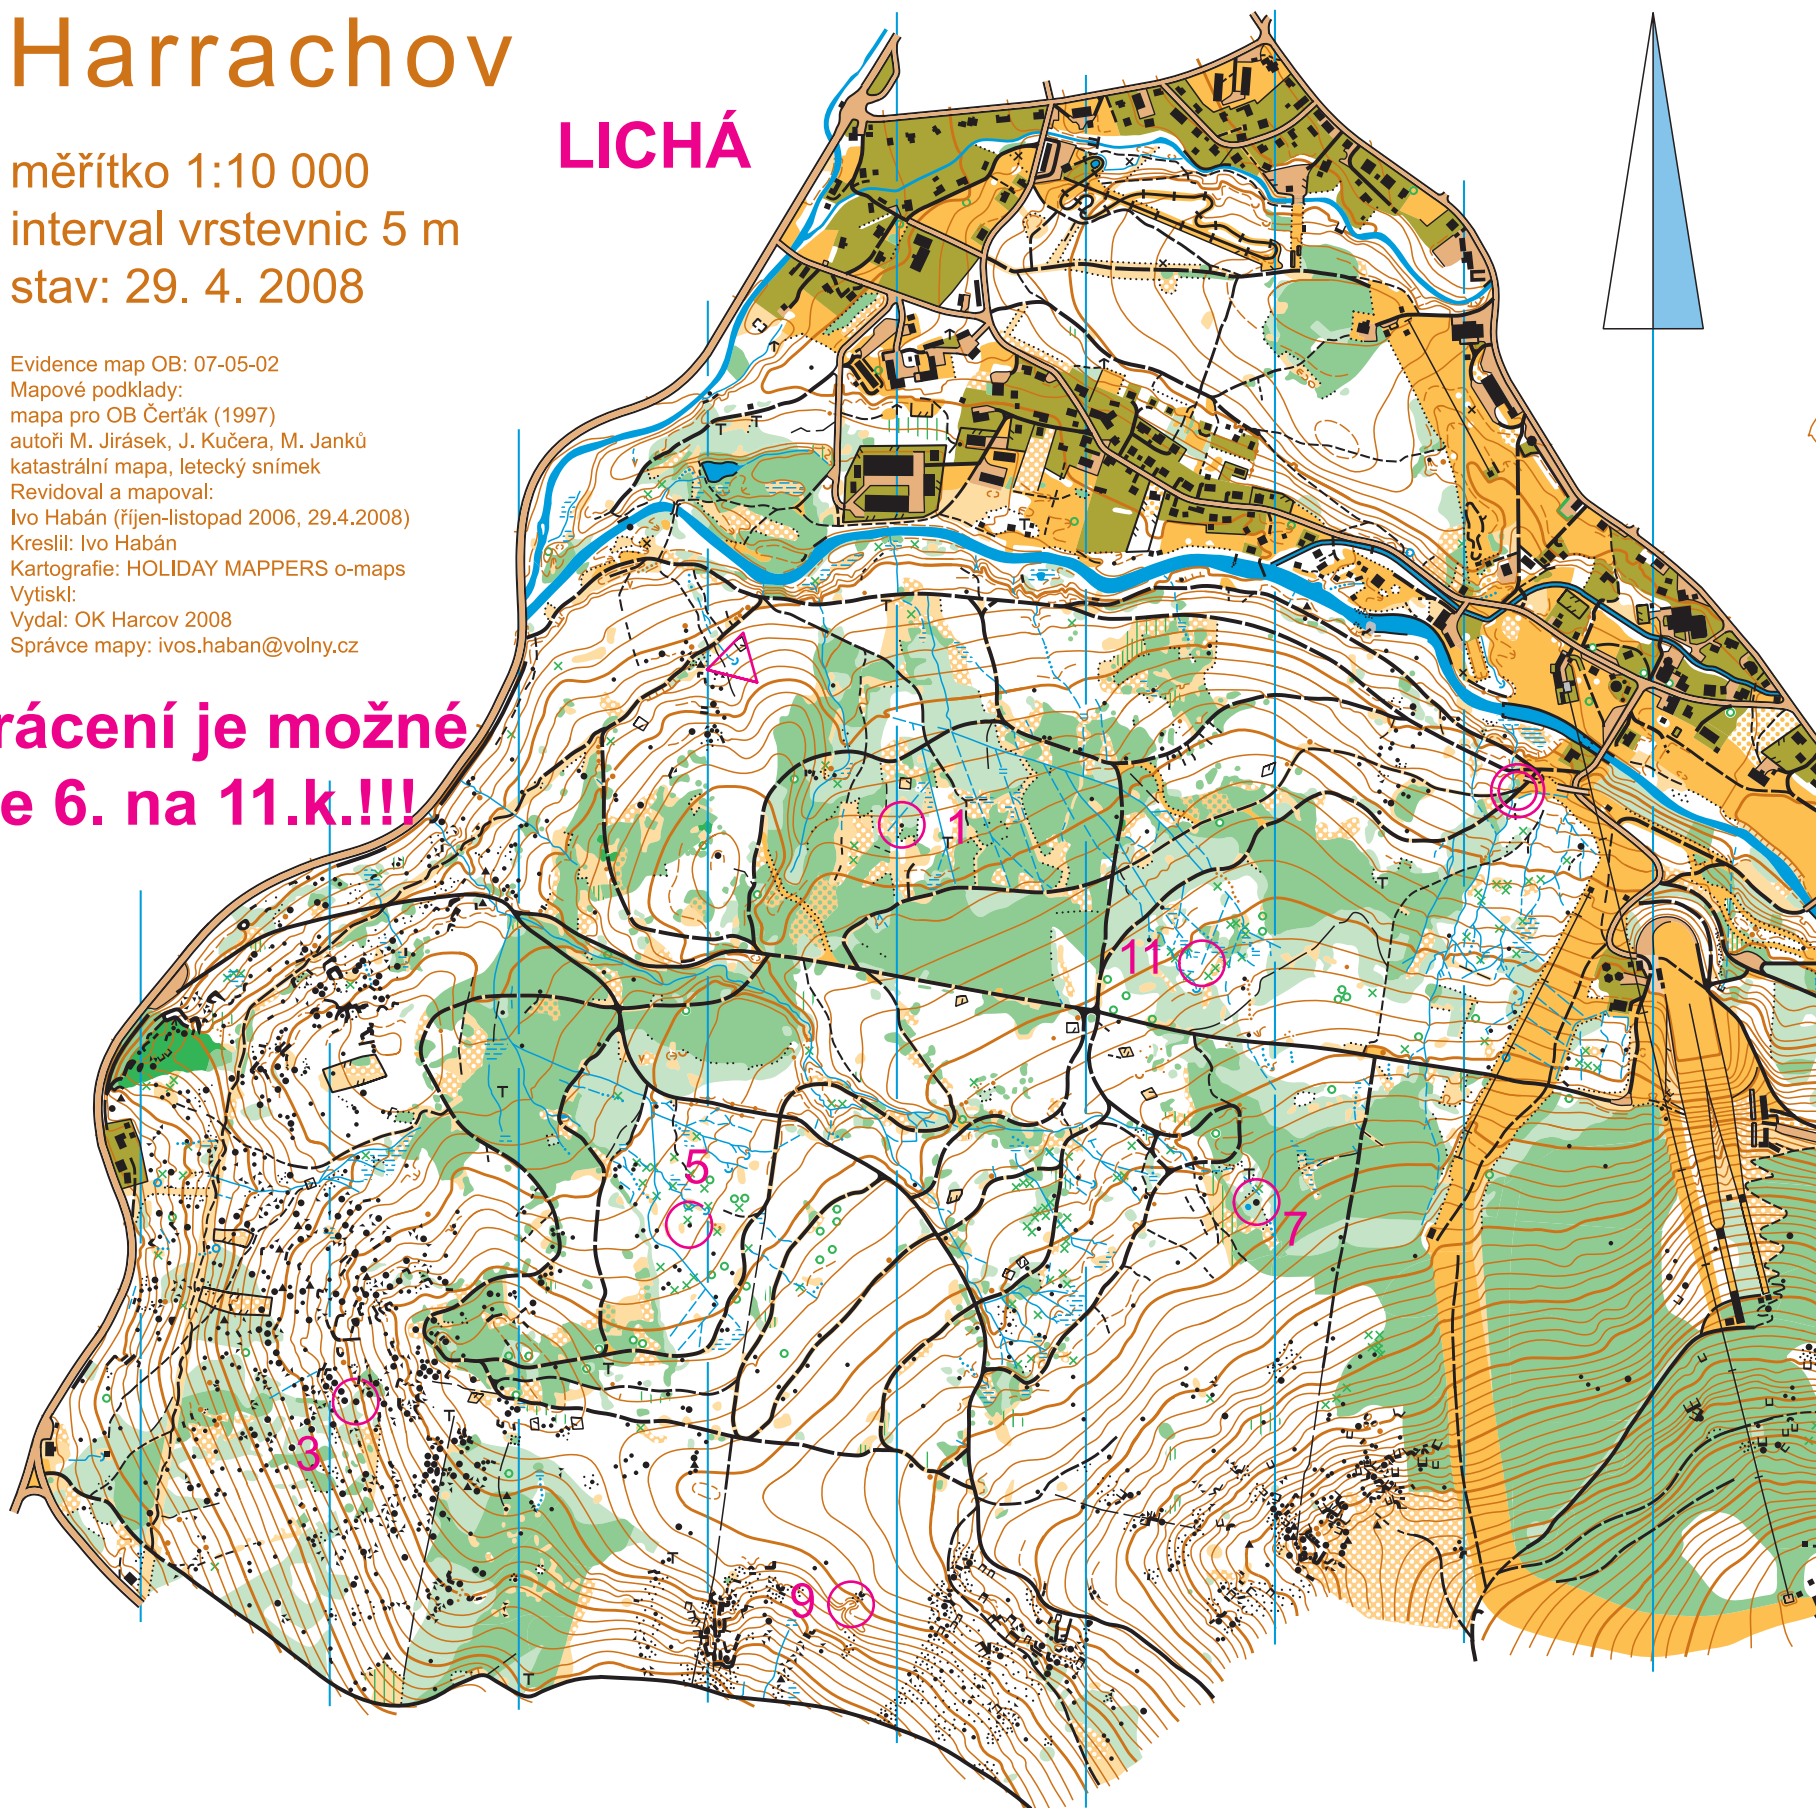 Harrachov
LICHÁ
měřítko 1:10 000
interval vrstevnic 5 m
stav: 29. 4. 2008
Evidence map OB: 07-05-02
Mapové podklady:
mapa pro OB Čerťák (1997)
autoři M. Jirásek, J. Kučera, M. Janků
katastrální mapa, letecký snímek
Revidoval a mapoval:
Ivo Habán (říjen-listopad 2006, 29.4.2008)
Kreslil: Ivo Habán
Kartografie: HOLIDAY MAPPERS o-maps
Vytiskl:
Vydal: OK Harcov 2008
Správce mapy: ivos.haban@volny.cz
rácení je možné
e 6. na 11.k.!!!
1
11
5
7
3
9